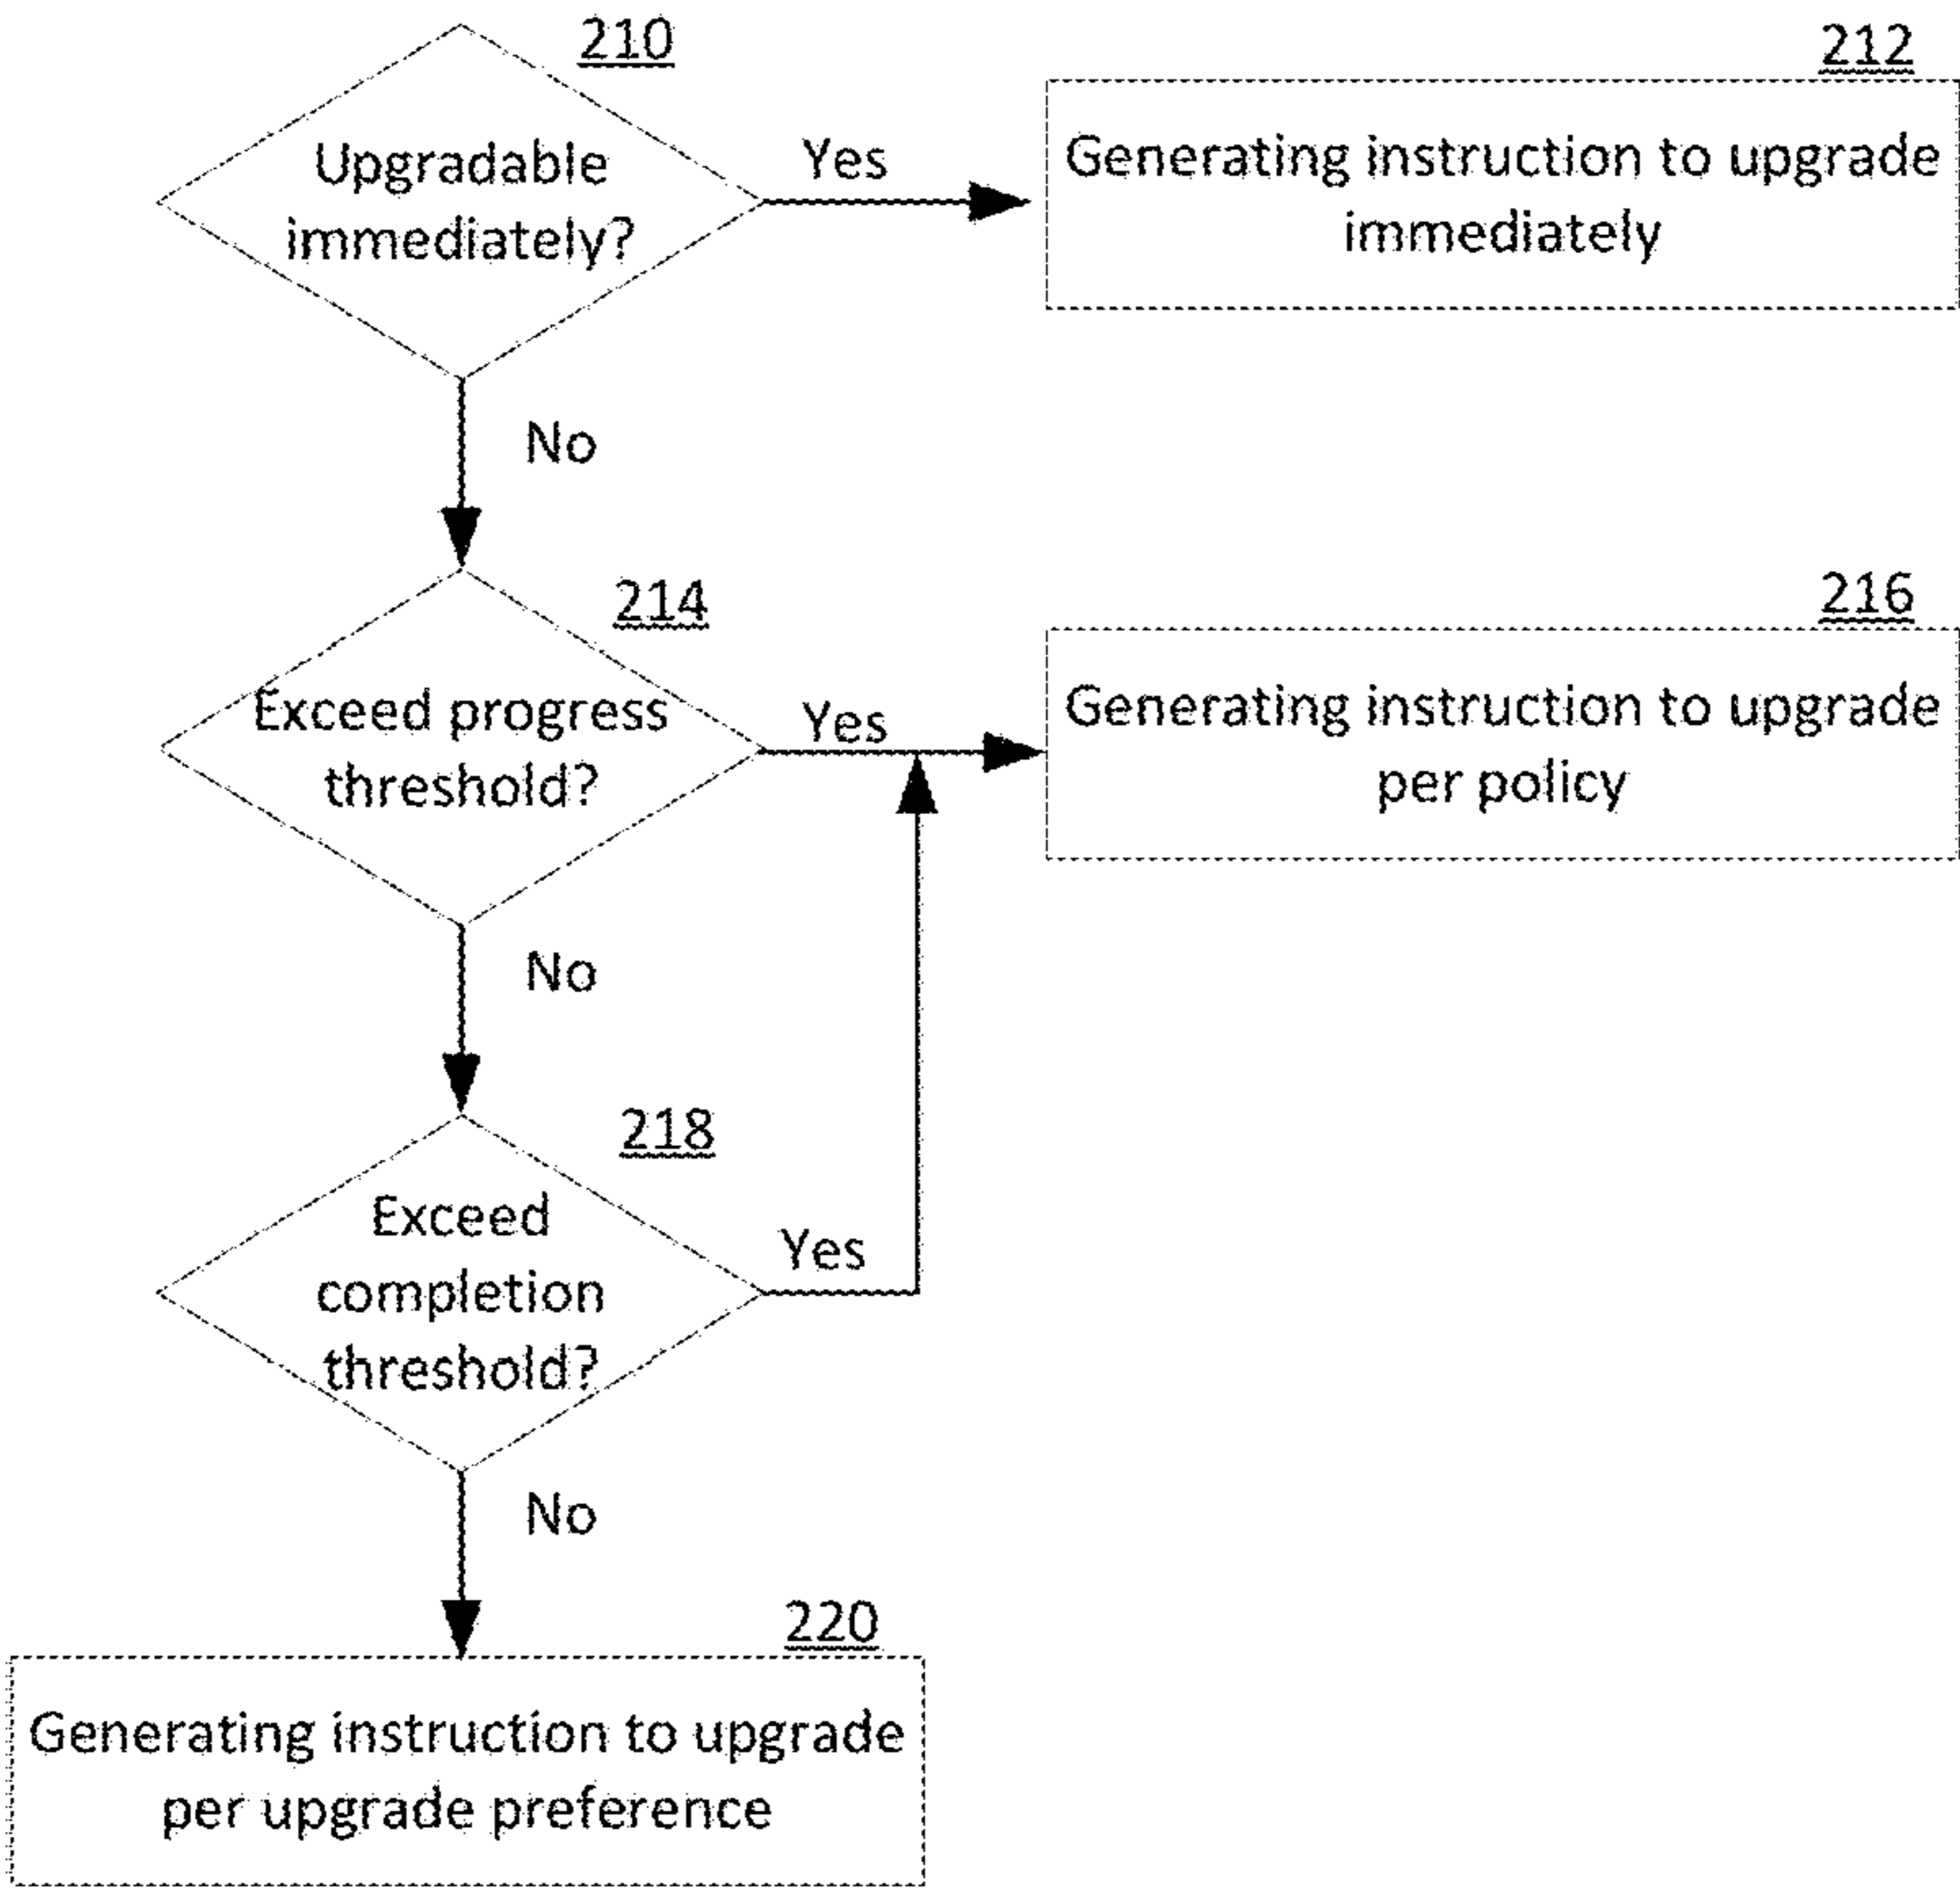 210
Upgradable
immediately?
Yes
212
Generating instruction to upgrade
immediately
No
214
Exceed progress
threshold?
Yes
216
Generating instruction to upgrade
per policy
No
218
Exceed
completion
threshold?
Yes
No
220
Generating instruction to upgrade
per upgrade preference